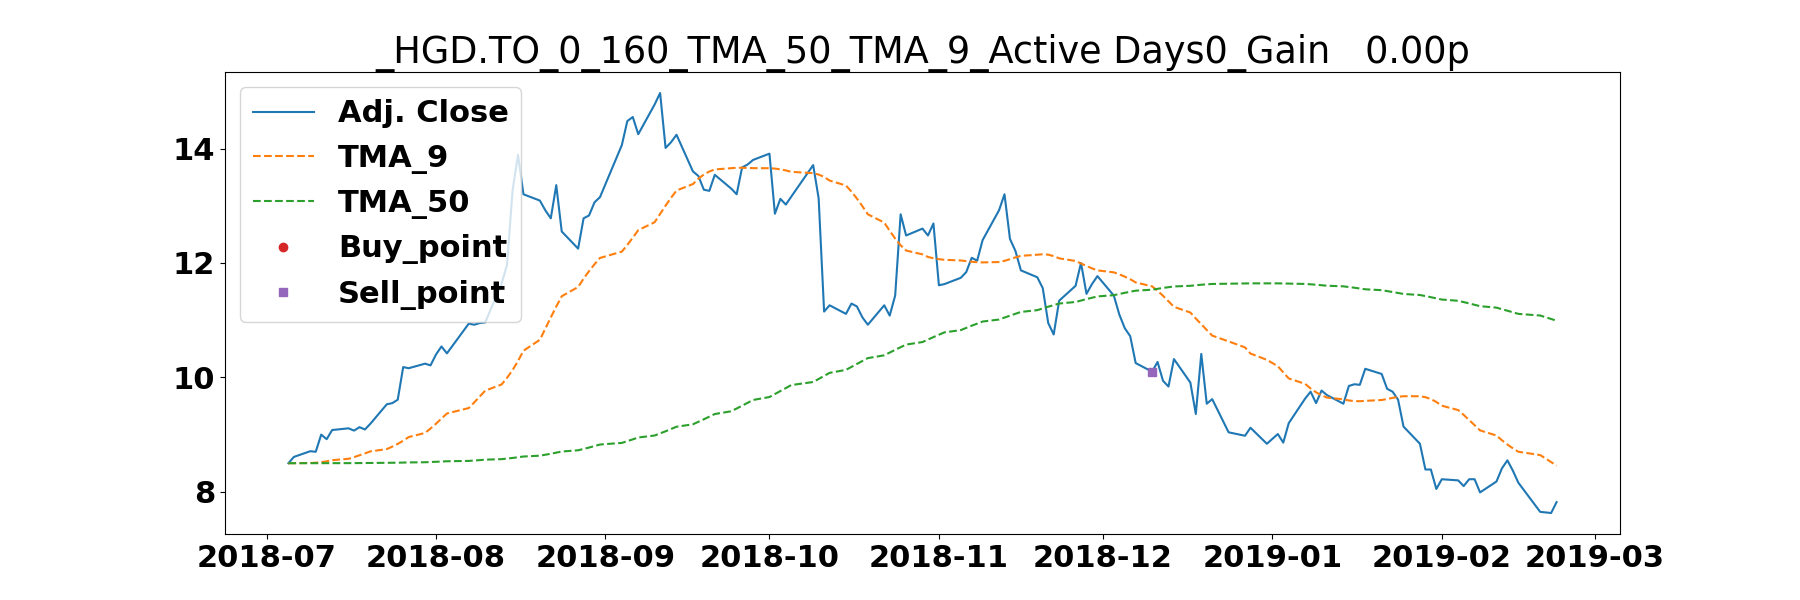 _HGD.TO_0_160_TMA_50_TMA_9_Active Days0_Gain   0.00p
Adj. Close
TMA_9
TMA_50
Buy_point
Sell_point
14
12
10
8
2018-07 2018-08 2018-09 2018-10 2018-11 2018-12 2019-01 2019-02 2019-03